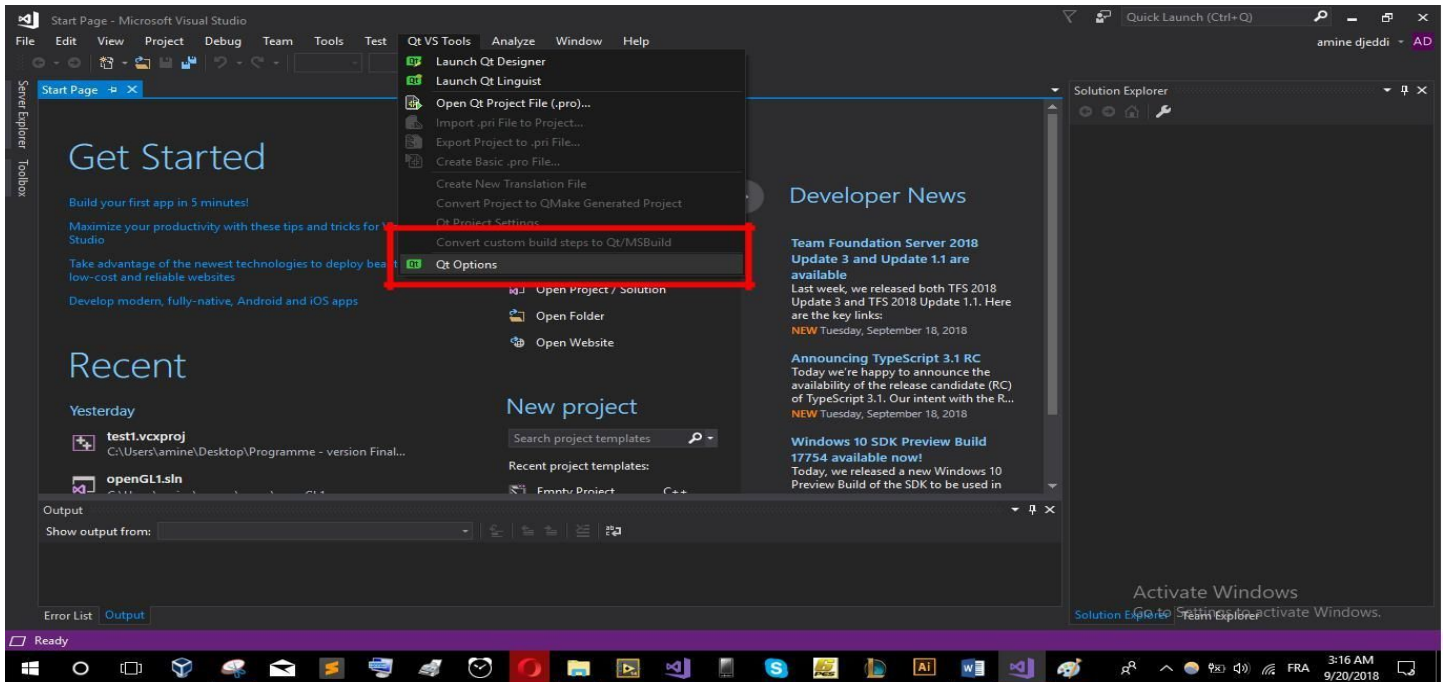 Start Page - Microsoft Visual Studio
Quick Launch (Ctrl+Q)
File Edit View Project Debug Team Tools Test Qt VS Tools Analyze Window Help
amine djeddi AD
Server Explorer
Toolbox
Start Page
Launch Qt Designer
Launch Qt Linguist
Open Qt Project File (.pro)...
Import .pri File to Project...
Export Project to .pri File...
Create Basic .pro File...
Create New Translation File
Convert Project to QMake Generated Project
Qt Project Settings
Convert custom build steps to Qt/MSBuild
Qt Options
Get Started
Build your first app in 5 minutes!
Maximize your productivity with these tips and tricks for
Studio
Take advantage of the newest technologies to deploy
low-cost and reliable websites
Develop modern, fully-native, Android and iOS apps
Recent
Yesterday
test1.vcxproj
C:\Users\amine\Desktop\Programme - version Final...
openGL1.sln
Open Project / Solution
Open Folder
Open Website
New project
Search project templates
Recent project templates:
Empty Project C++
Developer News
Team Foundation Server 2018
Update 3 and Update 1.1 are
available
Last week, we released both TFS 2018
Update 3 and TFS 2018 Update 1.1. Here
are the key links:
NEW Tuesday, September 18, 2018
Announcing TypeScript 3.1 RC
Today we're happy to announce the
availability of the release candidate (RC)
of TypeScript 3.1. Our intent with the R...
NEW Tuesday, September 18, 2018
Windows 10 SDK Preview Build
17754 available now!
Today, we released a new Windows 10
Preview Build of the SDK to be used in
Solution Explorer
Output
Show output from:
Error List Output
Activate Windows
Go to Settings to activate Windows.
Solution Explorer Team Explorer
Ready
Ai
FRA
3:16 AM
9/20/2018